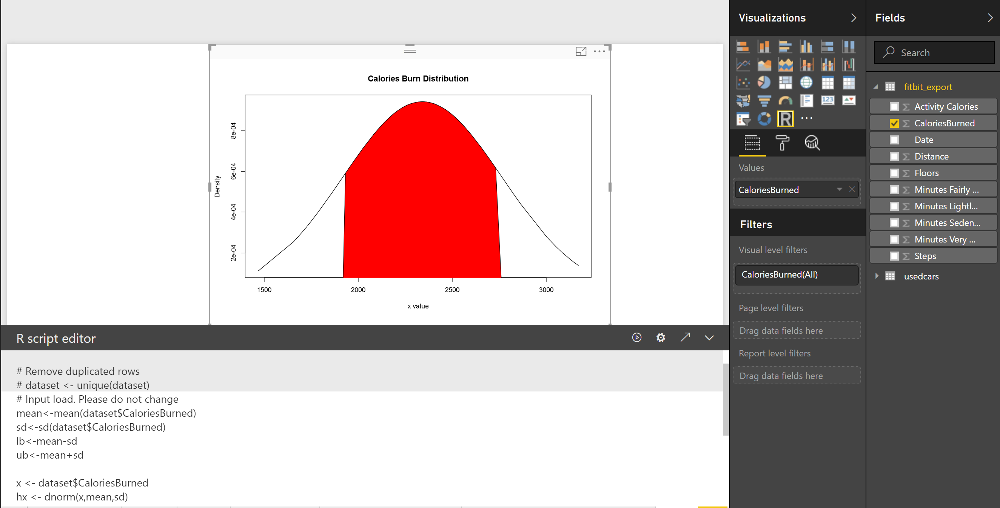 Calories Burn Distribution
Density
8e-04
6e-04
4e-04
2e-04
1500 2000 2500 3000
x value
R script editor
# Remove duplicated rows
# dataset <- unique(dataset)
# Input load. Please do not change
mean<-mean(dataset$CaloriesBurned)
sd<-sd(dataset$CaloriesBurned)
lb<-mean-sd
ub<-mean+sd
x <- dataset$CaloriesBurned
hx <- dnorm(x,mean,sd)
Visualizations
123
R
Values
CaloriesBurned
Filters
Visual level filters
CaloriesBurned(All)
Page level filters
Drag data fields here
Report level filters
Drag data fields here
Fields
Search
fitbit_export
Σ Activity Calories
Σ CaloriesBurned
Date
Σ Distance
Σ Floors
Σ Minutes Fairly ...
Σ Minutes Lightl...
Σ Minutes Seden...
Σ Minutes Very ...
Σ Steps
usedcars